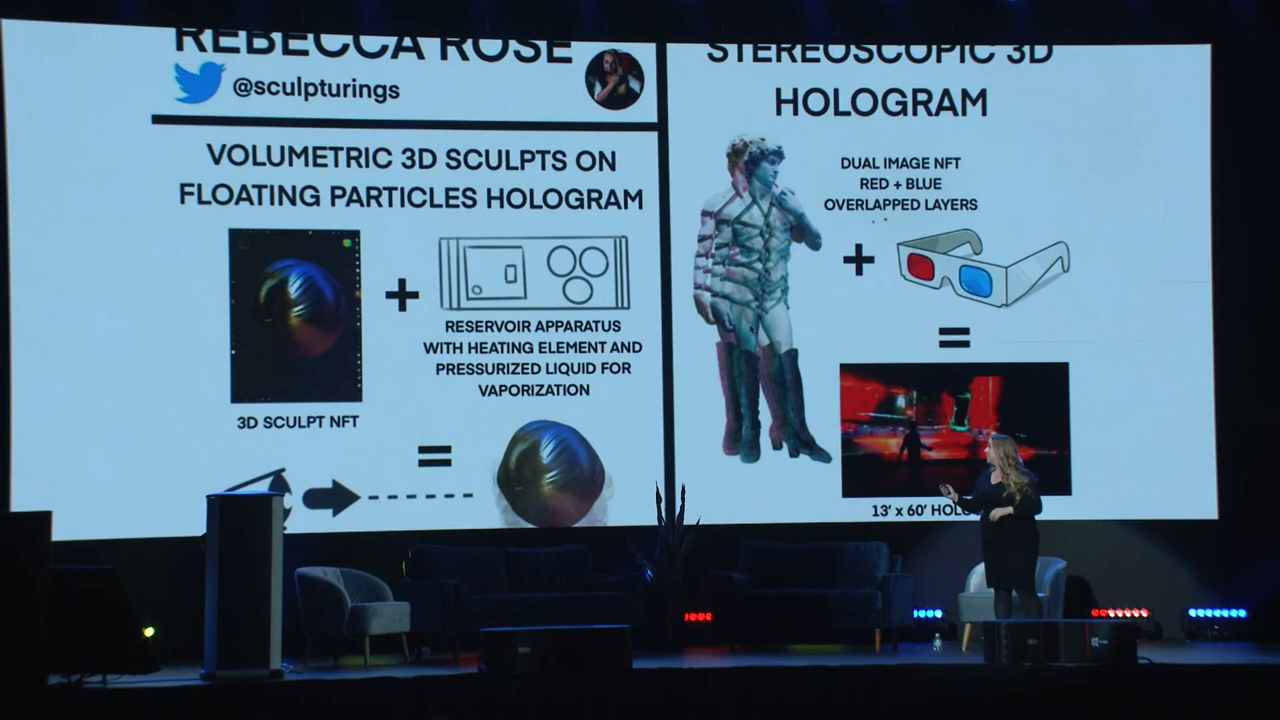 REBECCA ROSE
@sculpturings
VOLUMETRIC 3D SCULPTS ON
FLOATING PARTICLES HOLOGRAM
3D SCULPT NFT
RESERVOIR APPARATUS
WITH HEATING ELEMENT AND
PRESSURIZED LIQUID FOR
VAPORIZATION
STEREOSCOPIC 3D
HOLOGRAM
DUAL IMAGE NFT
RED + BLUE
OVERLAPPED LAYERS
13' x 60'